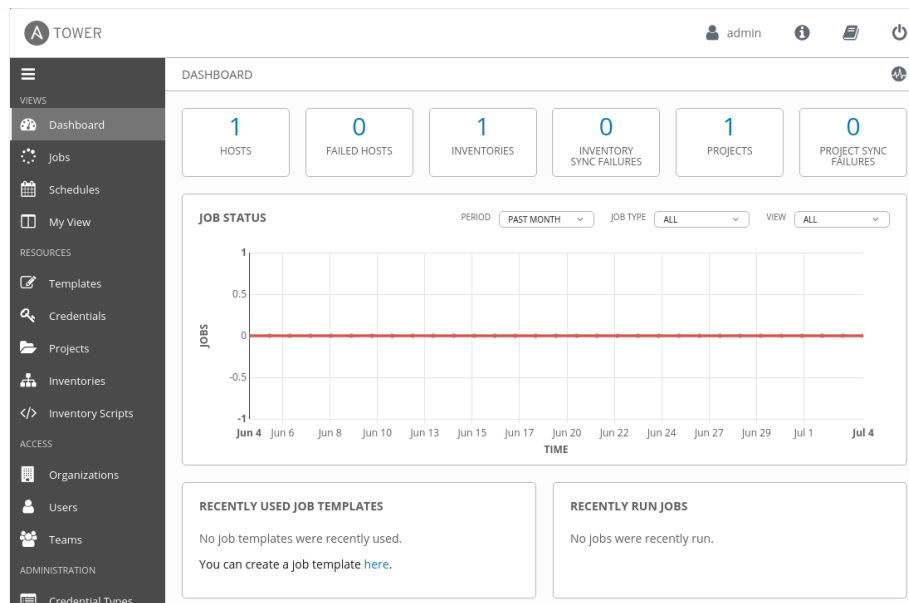 A TOWER
admin
VIEWS
Dashboard
Jobs
Schedules
My View
RESOURCES
Templates
Credentials
Projects
Inventories
</> Inventory Scripts
ACCESS
Organizations
Users
Teams
ADMINISTRATION
Credential Types
DASHBOARD
1
HOSTS
0
FAILED HOSTS
1
INVENTORIES
0
INVENTORY
SYNC FAILURES
1
PROJECTS
0
PROJECT SYNC
FAILURES
JOB STATUS
PERIOD PAST MONTH JOB TYPE ALL VIEW ALL
1
0.5
0
-0.5
-1
JOBS
Jun 4 Jun 6 Jun 8 Jun 10 Jun 13 Jun 15 Jun 17 Jun 20 Jun 22 Jun 24 Jun 27 Jun 29 Jul 1 Jul 4
TIME
RECENTLY USED JOB TEMPLATES
No job templates were recently used.
You can create a job template here.
RECENTLY RUN JOBS
No jobs were recently run.